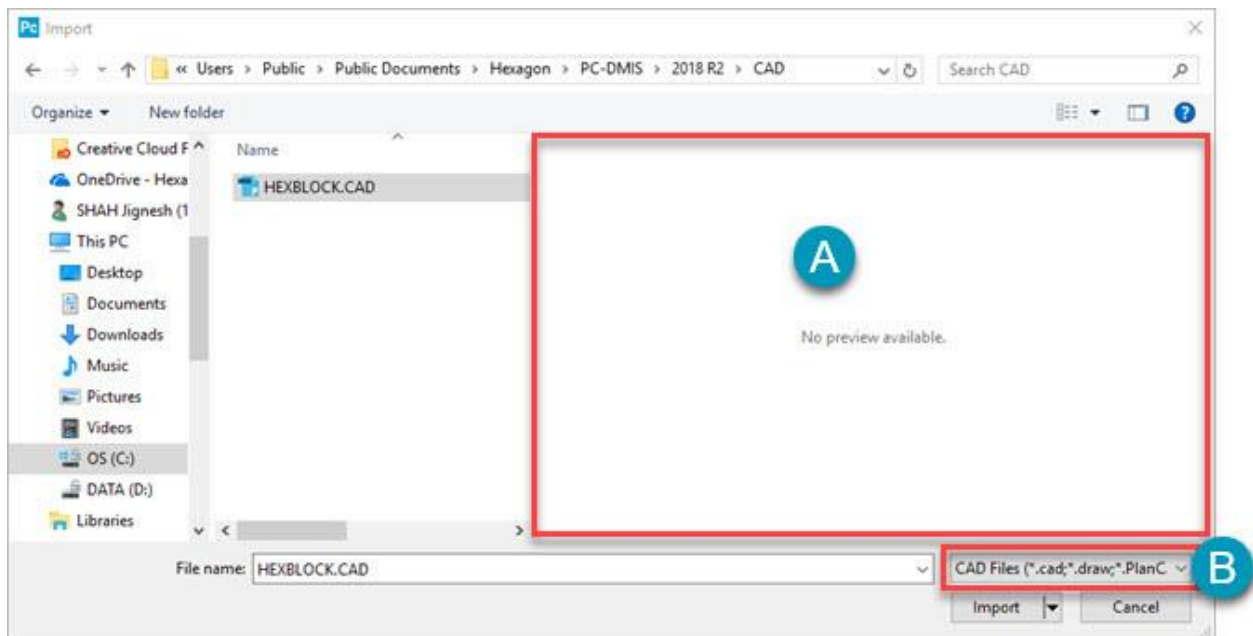 Pc Import
« Users > Public > Public Documents > Hexagon > PC-DMIS > 2018 R2 > CAD
Search CAD
Organize
New folder
Creative Cloud F
Name
OneDrive - Hexa
HEXBLOCK.CAD
SHAH Jignesh (1
This PC
Desktop
A
Documents
Downloads
No preview available.
Music
Pictures
Videos
OS (C:)
DATA (D:)
Libraries
File name: HEXBLOCK.CAD
CAD Files (*.cad;*.draw;*.PlanC
B
Import
Cancel